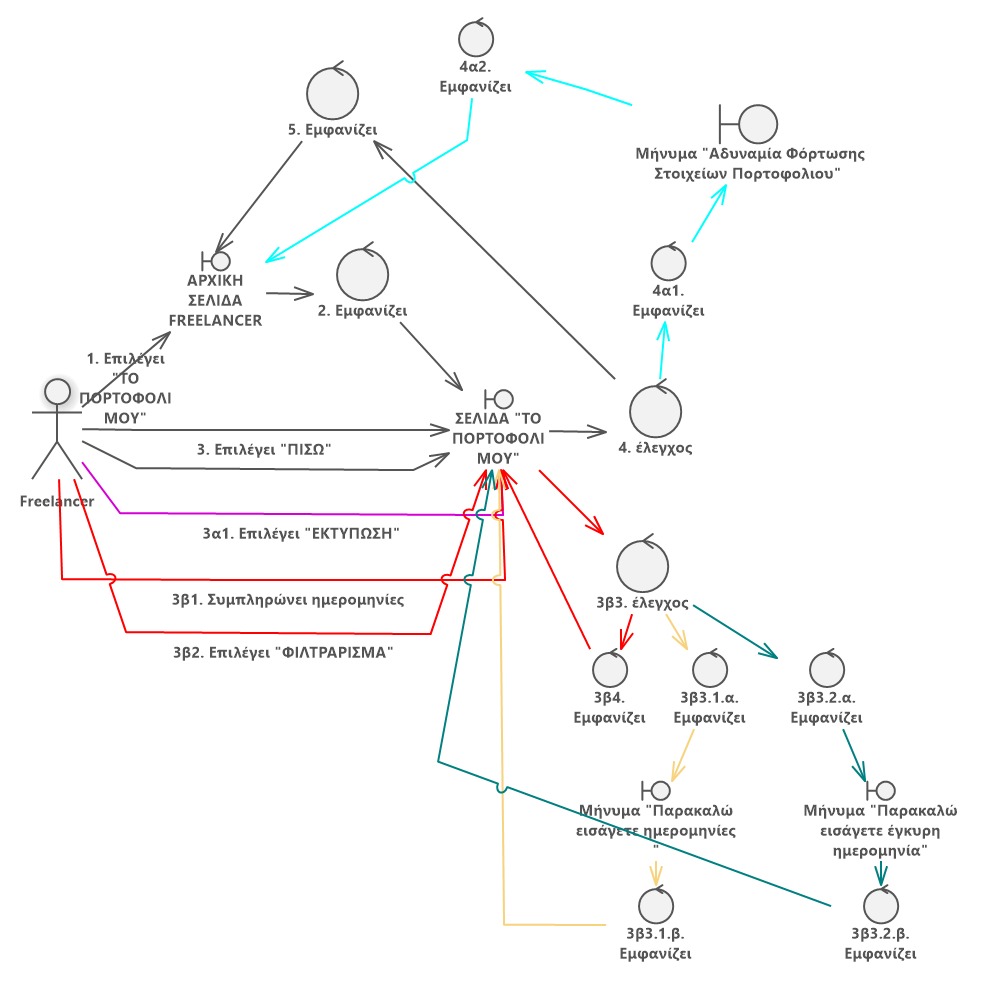 4α2.
Εμφανίζει
5. Εμφανίζει
Μήνυμα "Αδυναμία Φόρτωσης
Στοιχείων Πορτοφολιου"
ΑΡΧΙΚΗ
ΣΕΛΙΔΑ
FREELANCER
2. Εμφανίζει
4α1.
Εμφανίζει
1. Επιλέγει
"ΤΟ
ΠΟΡΤΟΦΟΛΙ
ΜΟΥ"
ΣΕΛΙΔΑ "ΤΟ
ΠΟΡΤΟΦΟΛΙ
ΜΟΥ"
4. έλεγχος
3. Επιλέγει "ΠΙΣΩ"
Freelancer
3α1. Επιλέγει "ΕΚΤΥΠΩΣΗ"
3β1. Συμπληρώνει ημερομηνίες
3β3. έλεγχος
3β2. Επιλέγει "ΦΙΛΤΡΑΡΙΣΜΑ"
3β4.
Εμφανίζει
3β3.1.α.
Εμφανίζει
3β3.2.α.
Εμφανίζει
Μήνυμα "Παρακαλώ
εισάγετε ημερομηνίες
"
Μήνυμα "Παρακαλώ
εισάγετε έγκυρη
ημερομηνία"
3β3.1.β.
Εμφανίζει
3β3.2.β.
Εμφανίζει